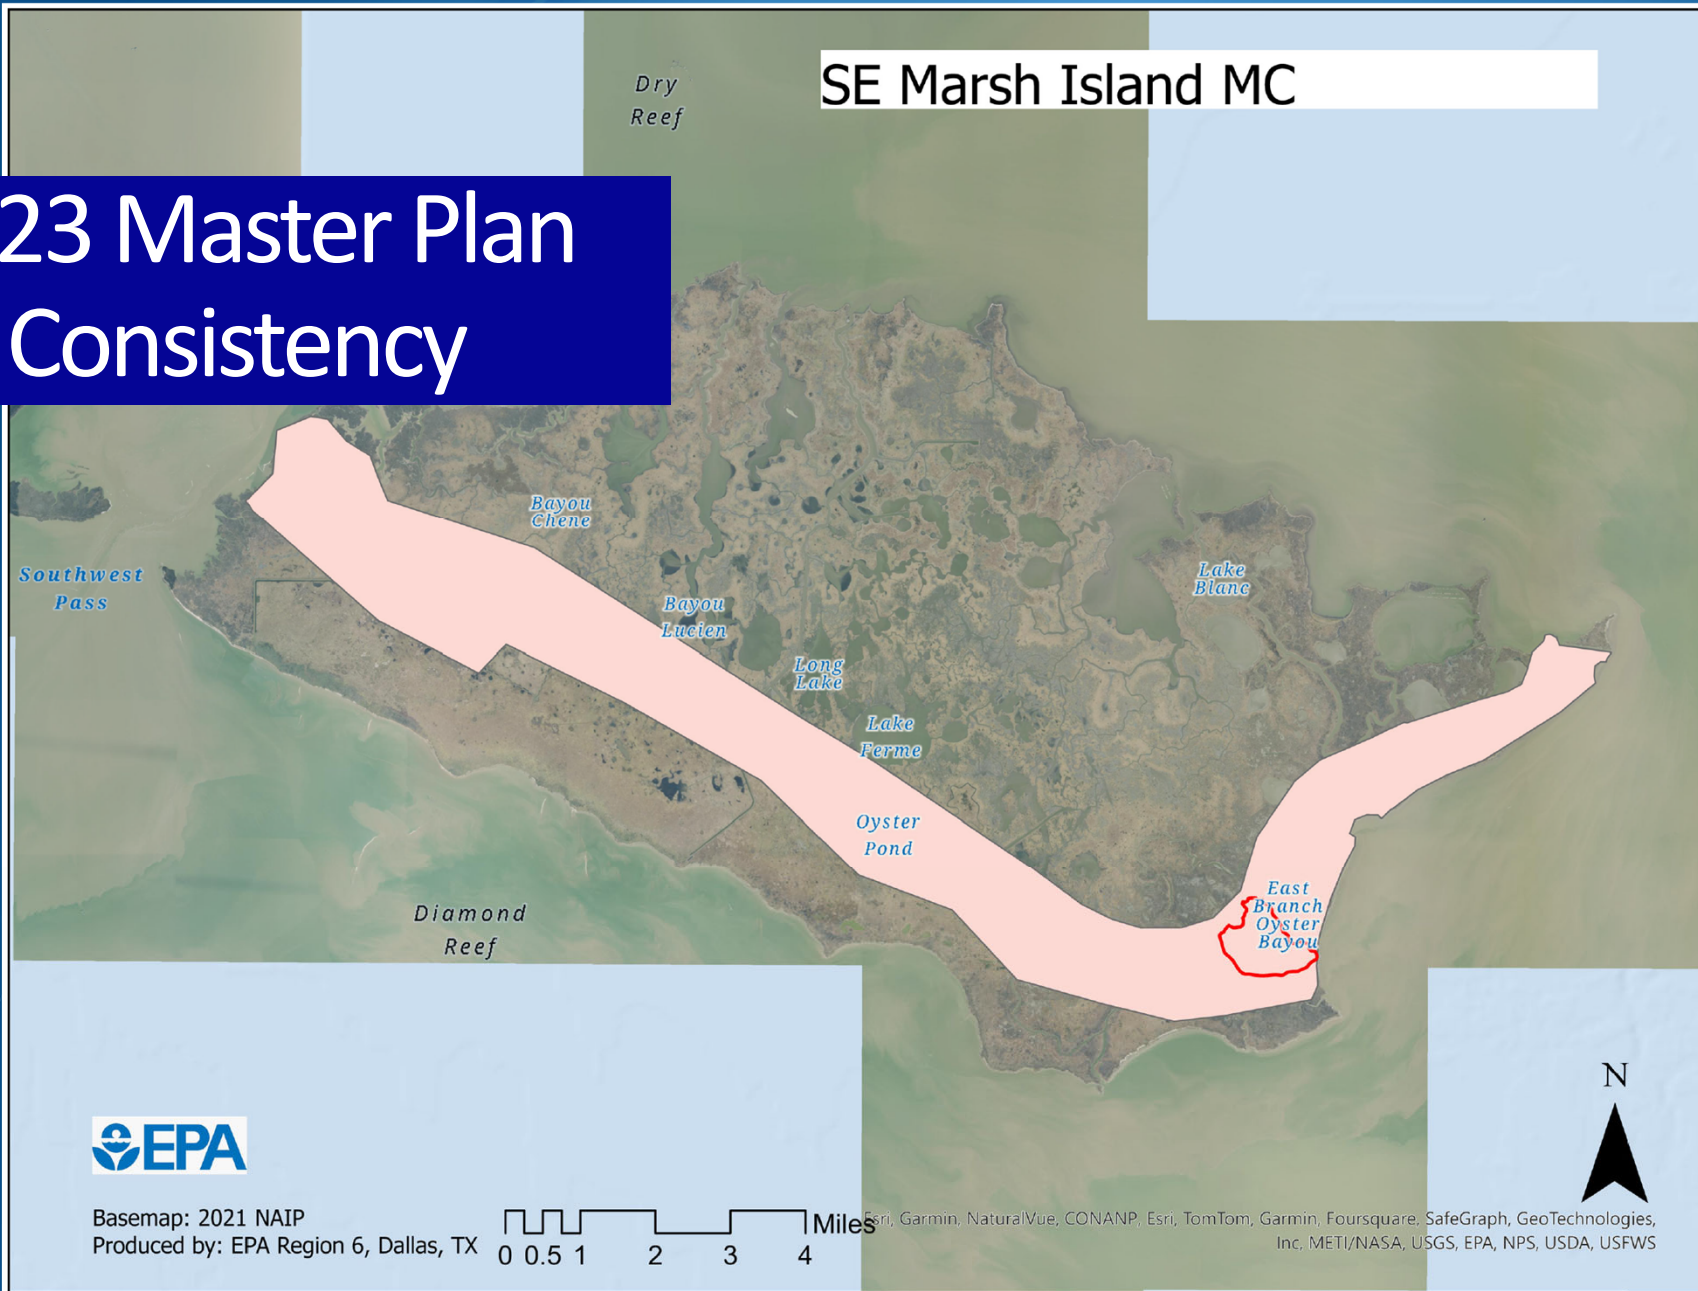 Dry
Reef
SE Marsh Island MC
23 Master Plan
Consistency
Bayou
Chene
Southwest
Pass
Lake
Blanc
Bayou
Lucien
Long
Lake
Lake
Ferme
Oyster
Pond
East
Branch
Oyster
Bayou
Diamond
Reef
N
EPA
Basemap: 2021 NAIP
Produced by: EPA Region 6, Dallas, TX
0 0.5 1 2 3 4 Miles
Esri, Garmin, NaturalVue, CONANP, Esri, TomTom, Garmin, Foursquare, SafeGraph, GeoTechnologies,
Inc, METI/NASA, USGS, EPA, NPS, USDA, USFWS